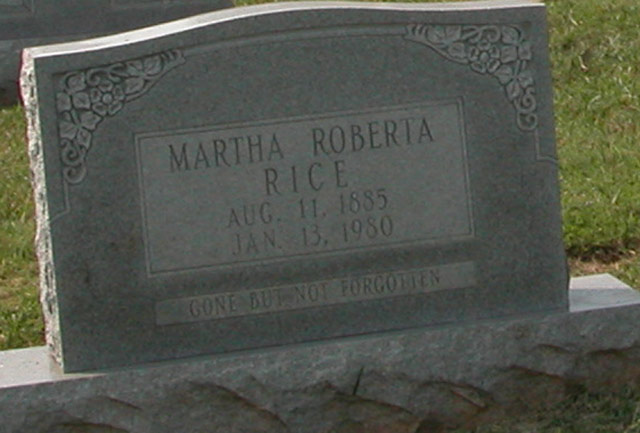 MARTHA ROBERTA
RICE
AUG. 11, 1885
JAN. 13, 1980
GONE BUT NOT FORGOTTEN